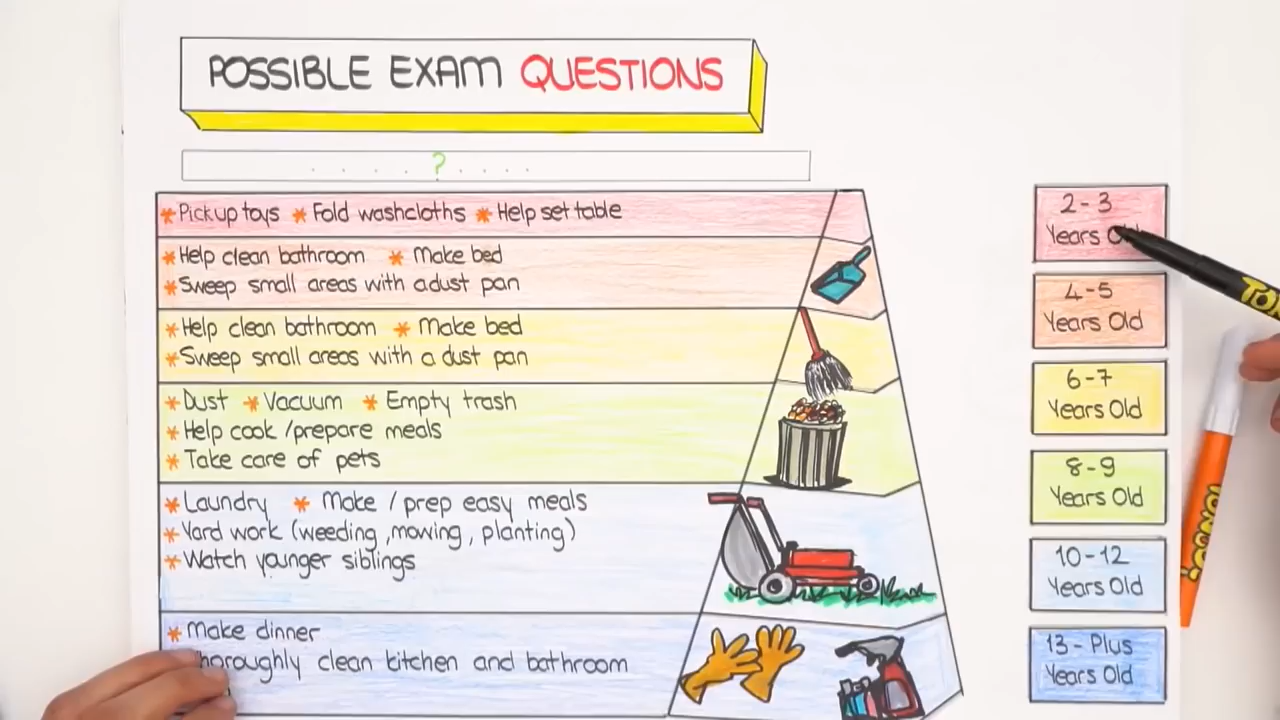 POSSIBLE EXAM QUESTIONS
. . . . . ? . . . .
* Pick up toys * Fold washcloths * Help set table
* Help clean bathroom * Make bed
* Sweep small areas with a dust pan
* Help clean bathroom * Make bed
* Sweep small areas with a dust pan
* Dust * Vacuum * Empty trash
* Help cook / prepare meals
* Take care of pets
* Laundry * Make / prep easy meals
* Yard work (weeding, mowing, planting)
* Watch younger siblings
* Make dinner
horoughly clean kitchen and bathroom
2 - 3
Years Old
4 - 5
Years Old
6 - 7
Years Old
8 - 9
Years Old
10 - 12
Years Old
13 - Plus
Years Old